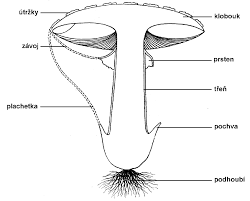 útržky
klobouk
závoj
prsten
třeň
plachetka
pochva
podhoubí